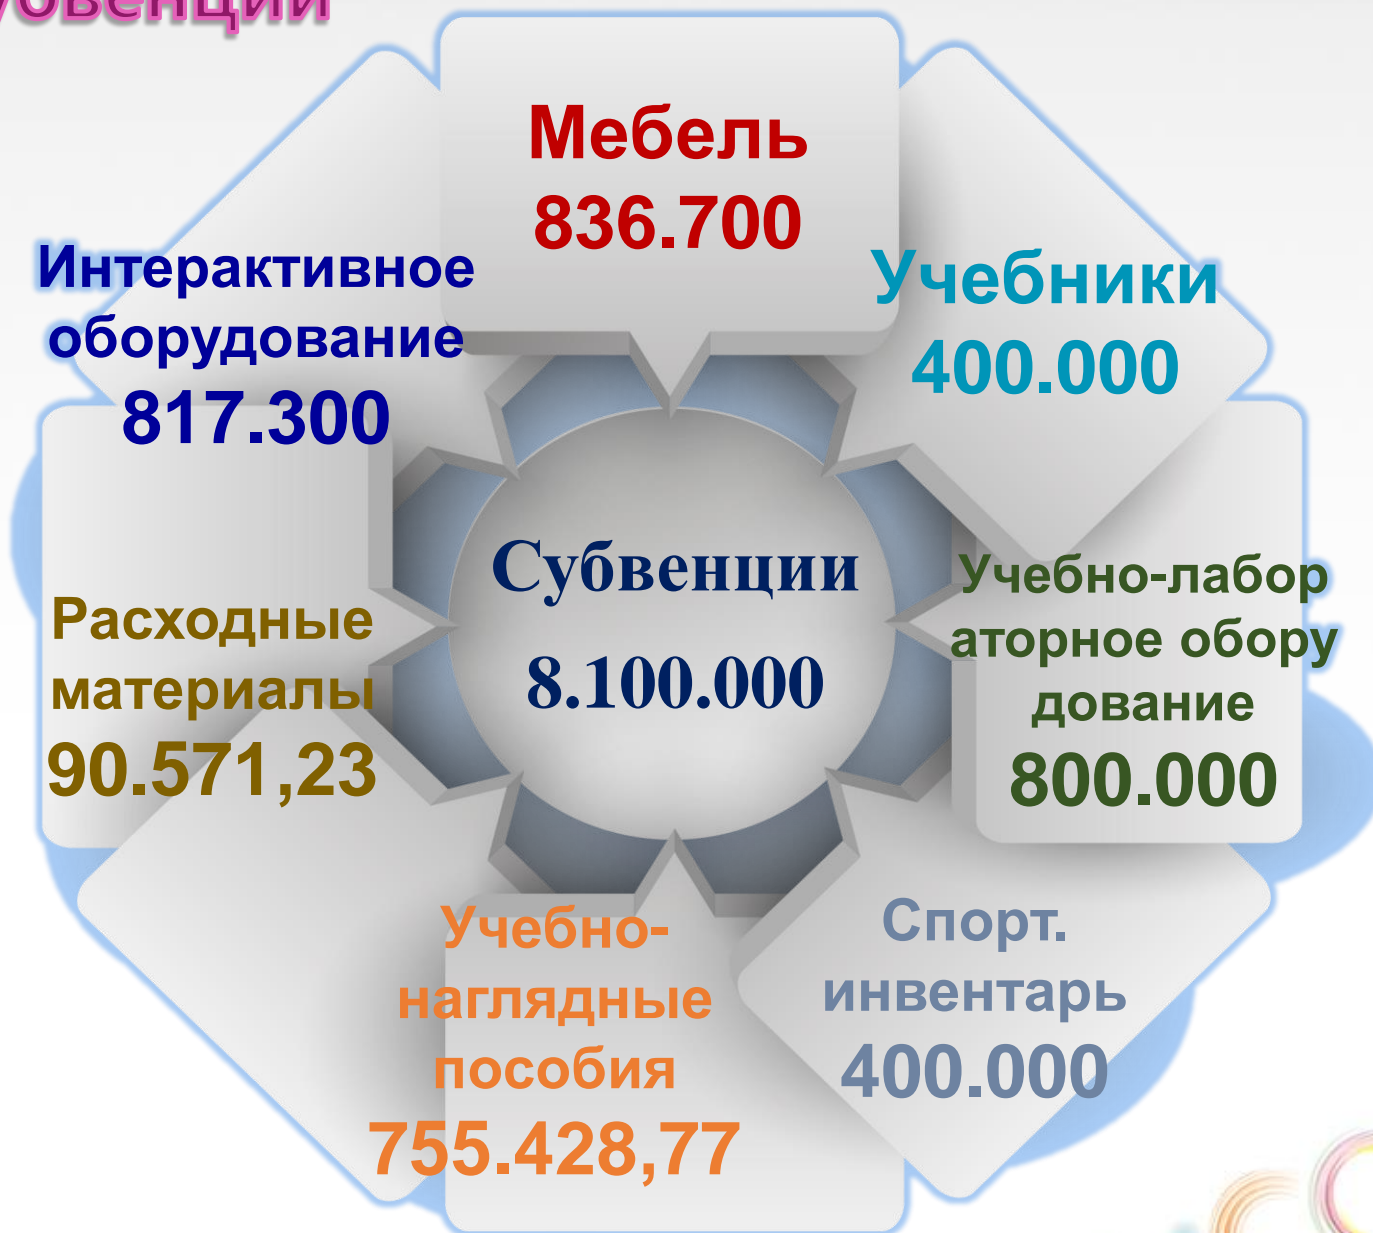 Мебель
836.700
Учебники
400.000
Интерактивное
оборудование
817.300
Субвенции
8.100.000
Учебно-лабор
аторное обору
дование
800.000
Расходные
материалы
90.571,23
Спорт.
инвентарь
400.000
Учебно-
наглядные
пособия
755.428,77